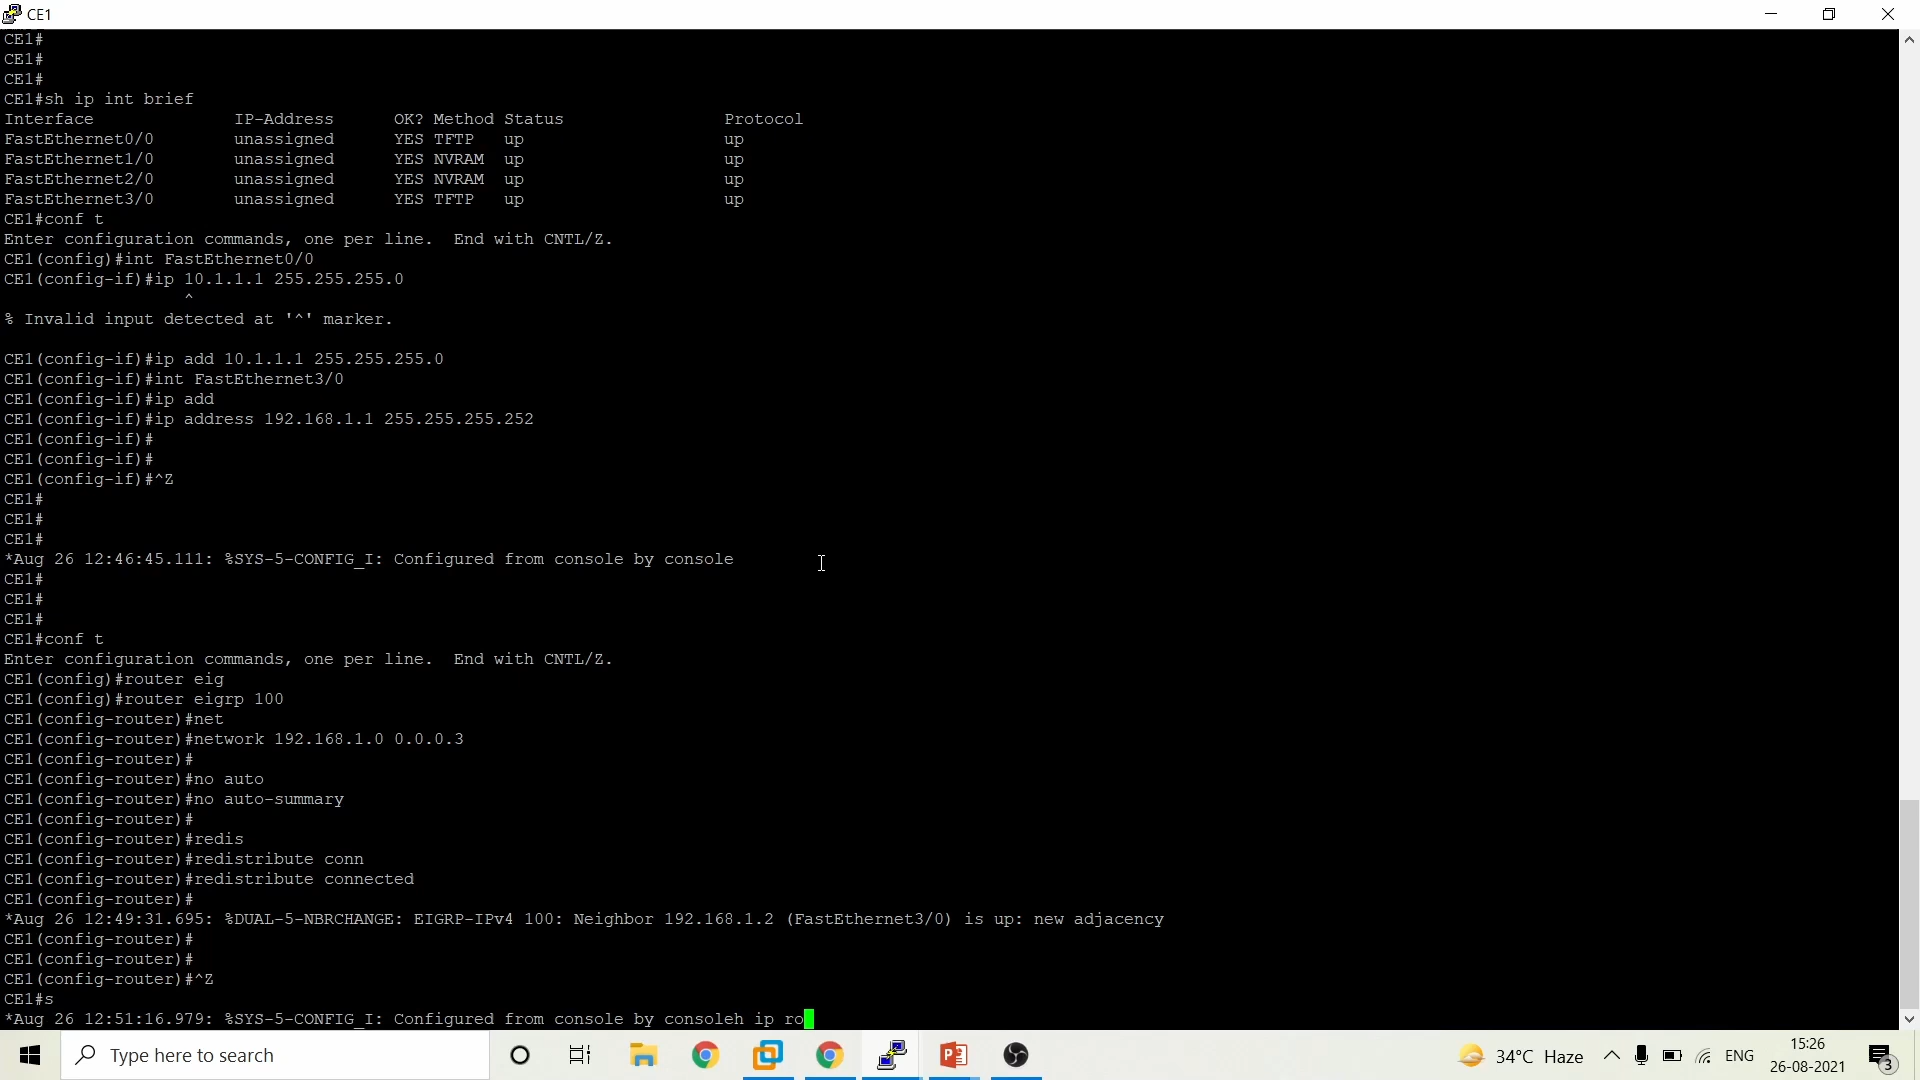 CE1
CE1#
CE1#
CE1#
CE1#sh ip int brief
Interface              IP-Address      OK? Method Status                Protocol
FastEthernet0/0        unassigned      YES TFTP   up                    up
FastEthernet1/0        unassigned      YES NVRAM  up                    up
FastEthernet2/0        unassigned      YES NVRAM  up                    up
FastEthernet3/0        unassigned      YES TFTP   up                    up
CE1#conf t
Enter configuration commands, one per line.  End with CNTL/Z.
CE1(config)#int FastEthernet0/0
CE1(config-if)#ip 10.1.1.1 255.255.255.0
^
% Invalid input detected at '^' marker.
CE1(config-if)#ip add 10.1.1.1 255.255.255.0
CE1(config-if)#int FastEthernet3/0
CE1(config-if)#ip add
CE1(config-if)#ip address 192.168.1.1 255.255.255.252
CE1(config-if)#
CE1(config-if)#
CE1(config-if)#^Z
CE1#
CE1#
CE1#
*Aug 26 12:46:45.111: %SYS-5-CONFIG_I: Configured from console by console
CE1#
CE1#
CE1#
CE1#conf t
Enter configuration commands, one per line.  End with CNTL/Z.
CE1(config)#router eig
CE1(config)#router eigrp 100
CE1(config-router)#net
CE1(config-router)#network 192.168.1.0 0.0.0.3
CE1(config-router)#
CE1(config-router)#no auto
CE1(config-router)#no auto-summary
CE1(config-router)#
CE1(config-router)#redis
CE1(config-router)#redistribute conn
CE1(config-router)#redistribute connected
CE1(config-router)#
*Aug 26 12:49:31.695: %DUAL-5-NBRCHANGE: EIGRP-IPv4 100: Neighbor 192.168.1.2 (FastEthernet3/0) is up: new adjacency
CE1(config-router)#
CE1(config-router)#
CE1(config-router)#^Z
CE1#s
*Aug 26 12:51:16.979: %SYS-5-CONFIG_I: Configured from console by consoleh ip ro
Type here to search
34°C Haze
ENG
15:26
26-08-2021
3